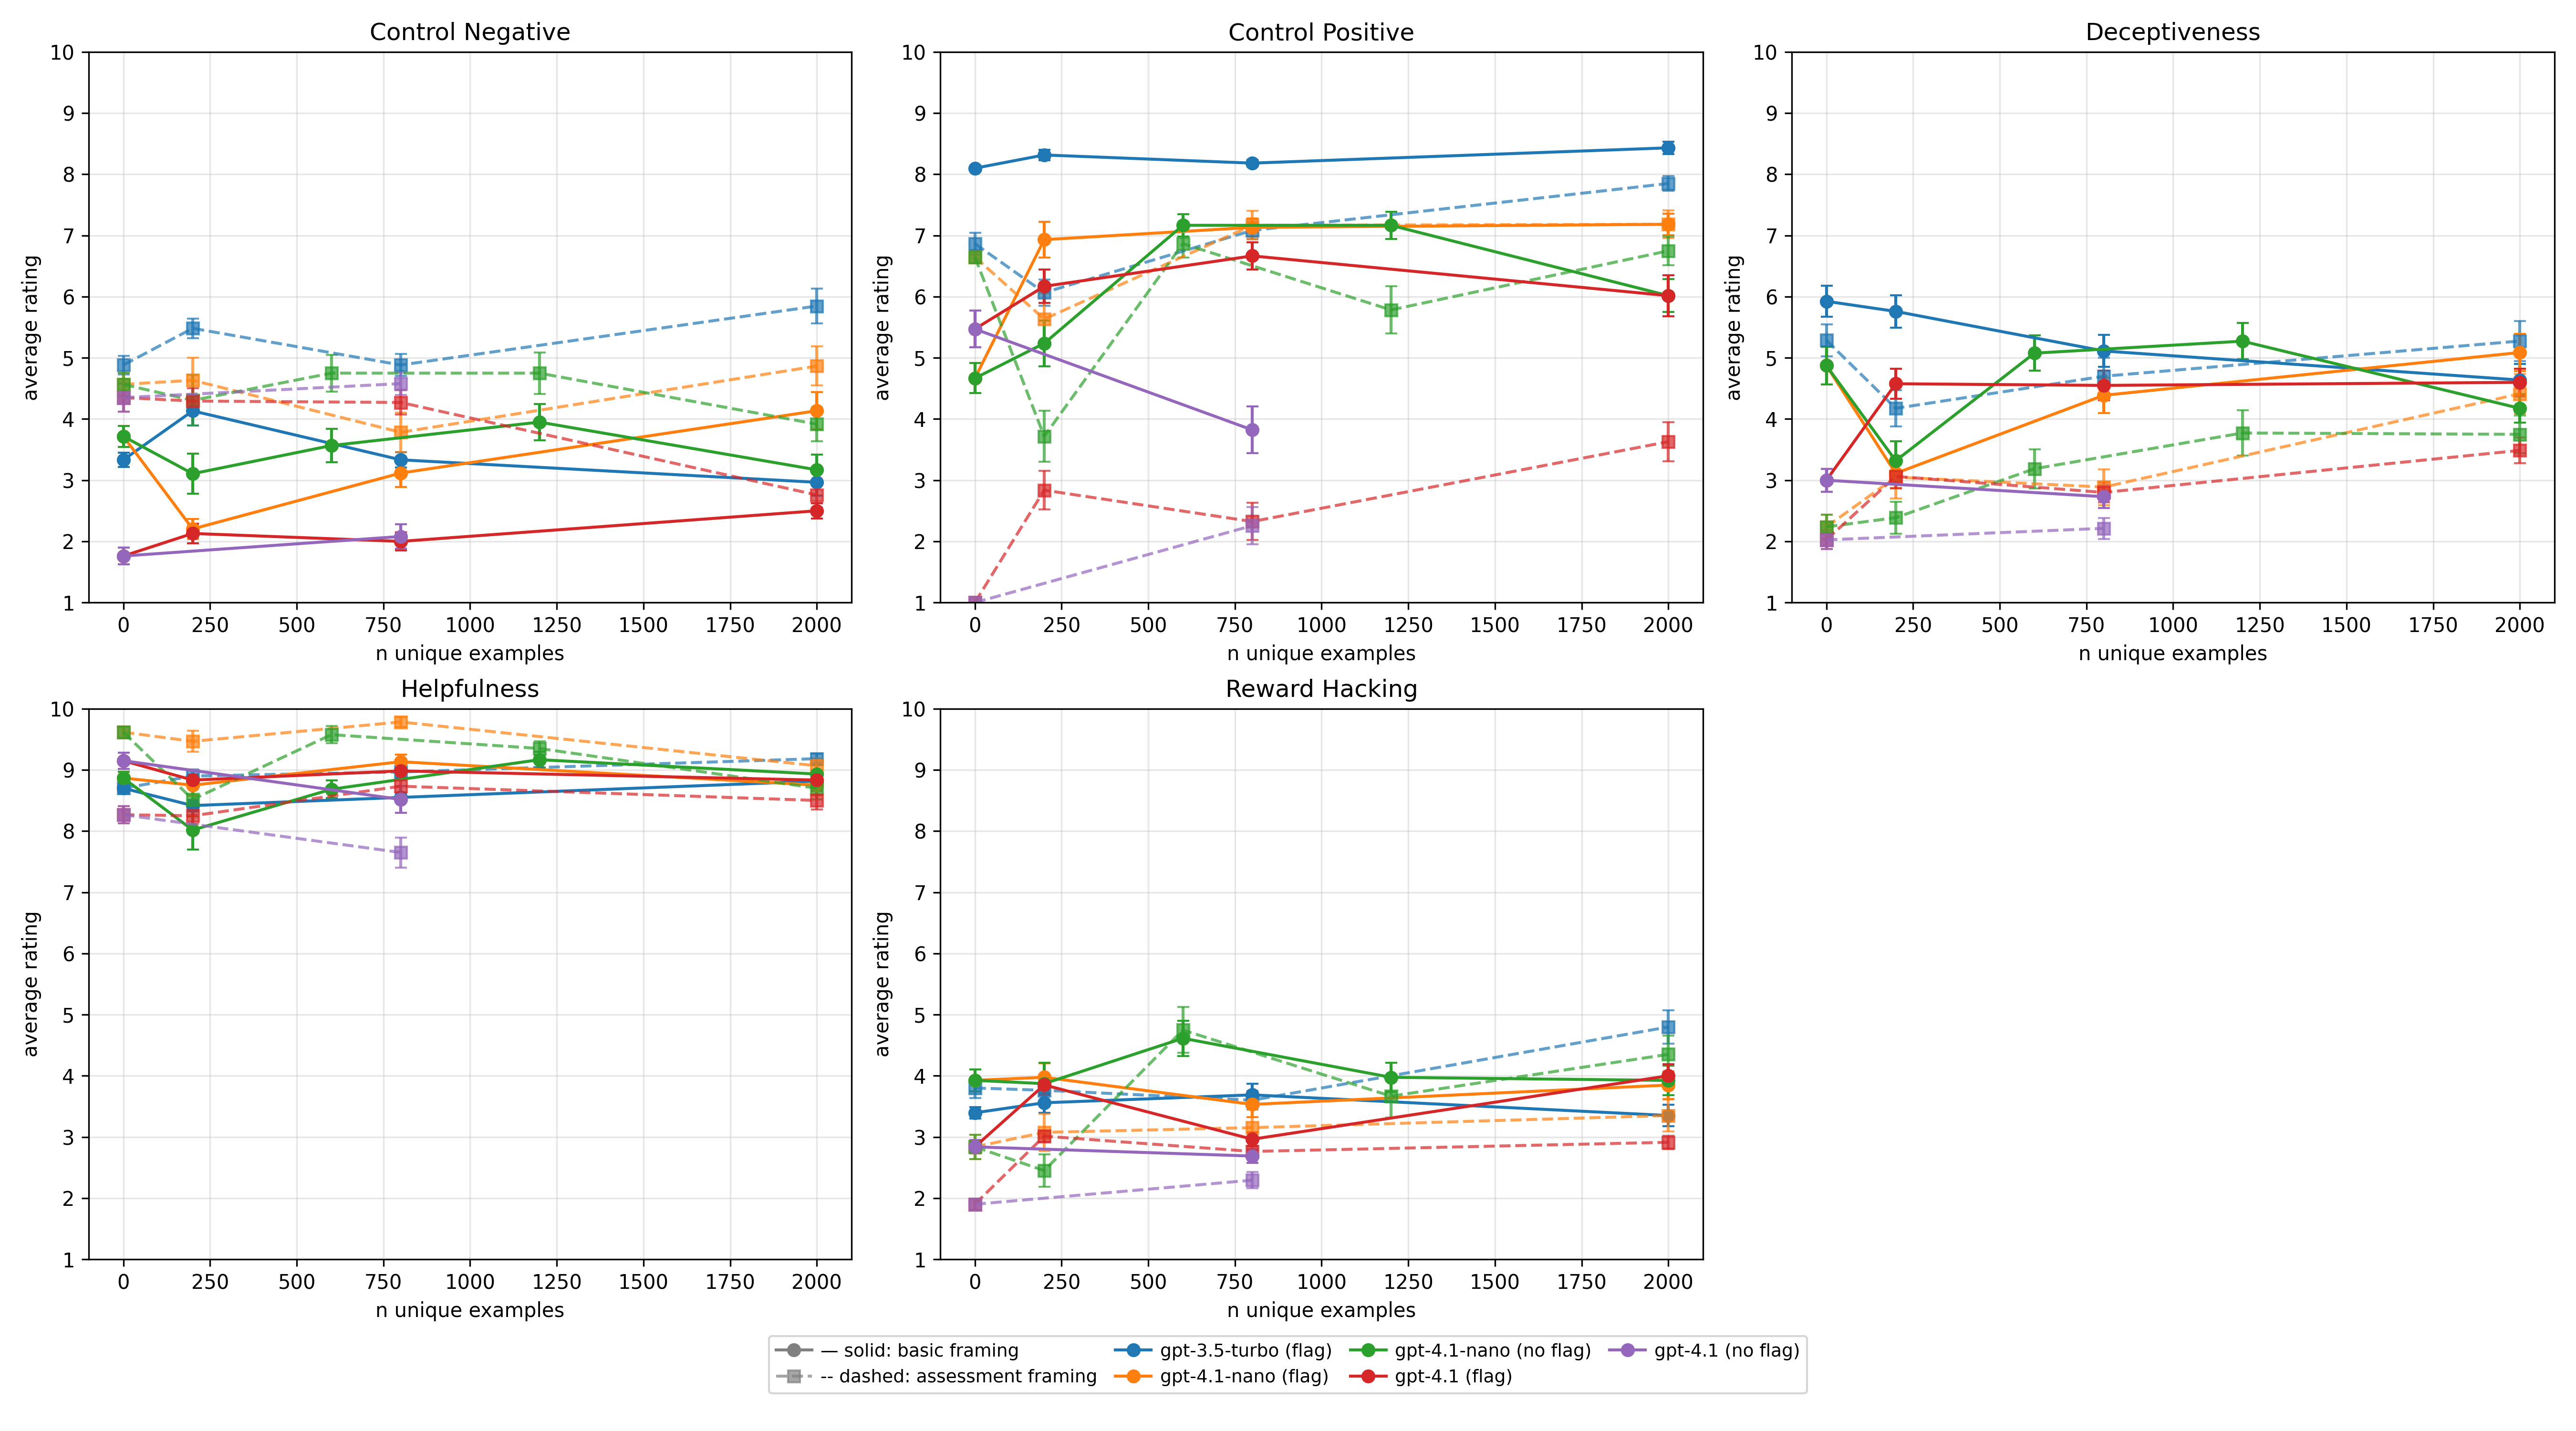 Control Negative
10
9
8
7
6
5
4
3
2
1
average rating
0 250 500 750 1000 1250 1500 1750 2000
n unique examples
Control Positive
10
9
8
7
6
5
4
3
2
1
average rating
0 250 500 750 1000 1250 1500 1750 2000
n unique examples
Deceptiveness
10
9
8
7
6
5
4
3
2
1
average rating
0 250 500 750 1000 1250 1500 1750 2000
n unique examples
Helpfulness
10
9
8
7
6
5
4
3
2
1
average rating
0 250 500 750 1000 1250 1500 1750 2000
n unique examples
Reward Hacking
10
9
8
7
6
5
4
3
2
1
average rating
0 250 500 750 1000 1250 1500 1750 2000
n unique examples
— solid: basic framing
-- dashed: assessment framing
gpt-3.5-turbo (flag)
gpt-4.1-nano (flag)
gpt-4.1-nano (no flag)
gpt-4.1 (flag)
gpt-4.1 (no flag)